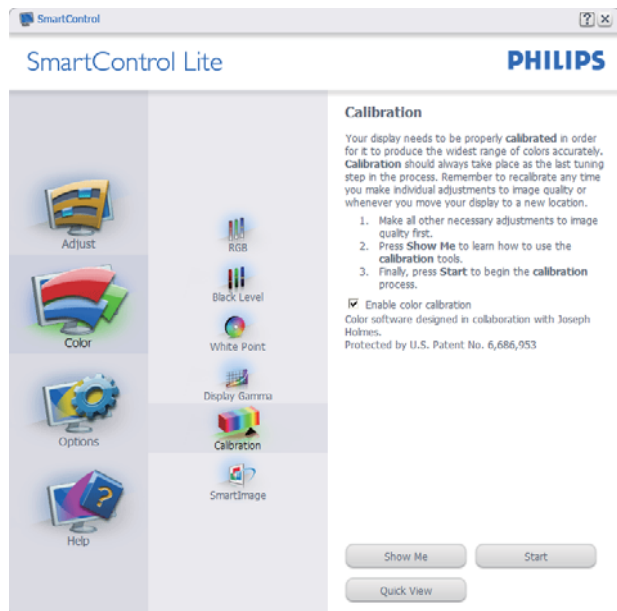 SmartControl
SmartControl Lite
PHILIPS
Adjust
Color
Options
Help
RGB
Black Level
White Point
Display Gamma
Calibration
SmartImage
Calibration
Your display needs to be properly calibrated in order
for it to produce the widest range of colors accurately.
Calibration should always take place as the last tuning
step in the process. Remember to recalibrate any time
you make individual adjustments to image quality or
whenever you move your display to a new location.
1. Make all other necessary adjustments to image
quality first.
2. Press Show Me to learn how to use the
calibration tools.
3. Finally, press Start to begin the calibration
process.
Enable color calibration
Color software designed in collaboration with Joseph
Holmes.
Protected by U.S. Patent No. 6,686,953
Show Me
Start
Quick View